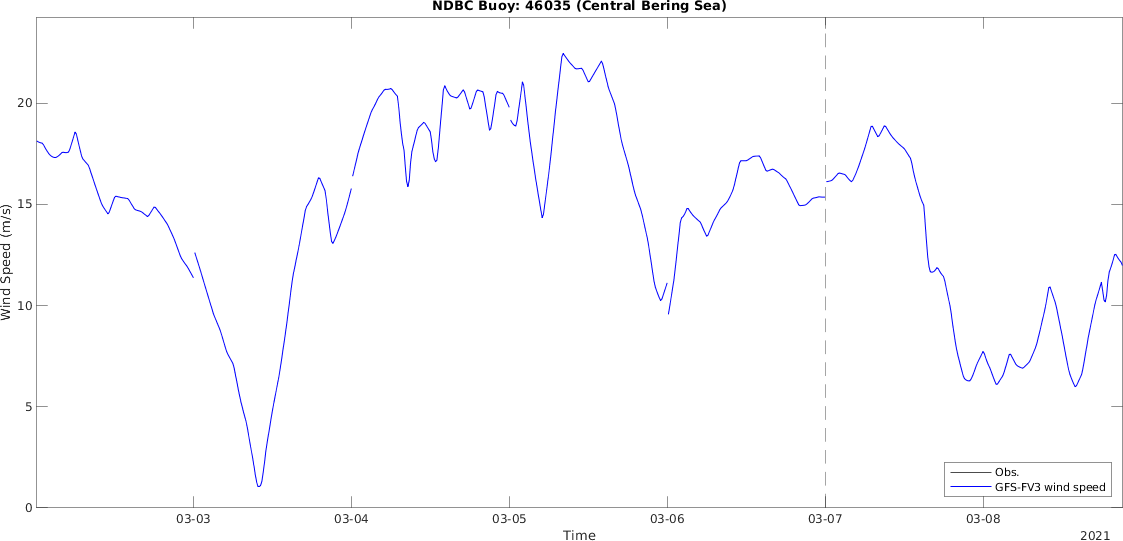 NDBC Buoy: 46035 (Central Bering Sea)
Wind Speed (m/s)
20
15
10
5
0
03-03 03-04 03-05 03-06 03-07 03-08
Time
2021
Obs.
GFS-FV3 wind speed